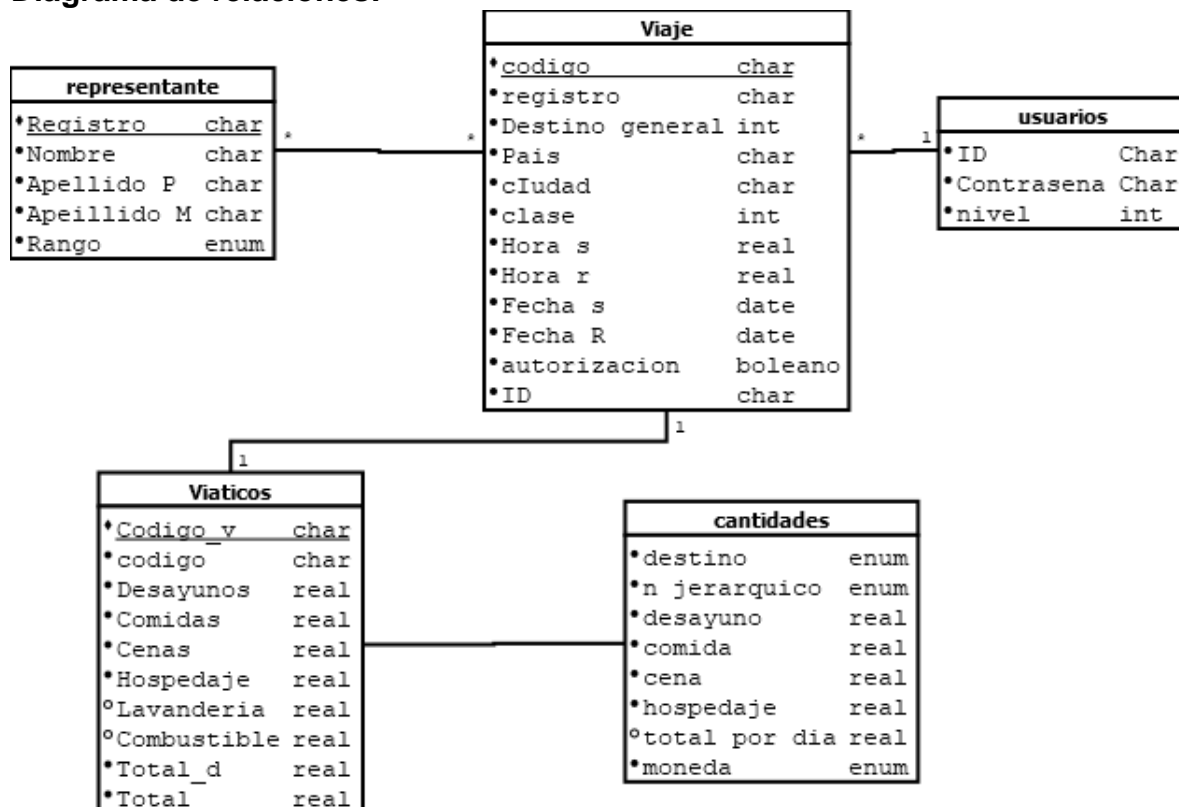 Diagrama de relaciones:
Viaje
codigo char
registro char
Destino general int
Pais char
cIudad char
clase int
Hora s real
Hora r real
Fecha s date
Fecha R date
autorizacion boleano
ID char
representante
Registro char
Nombre char
Apellido P char
Apeillido M char
Rango enum
* *
* 1
usuarios
ID Char
Contrasena Char
nivel int
1
1
Viaticos
Codigo_v char
codigo char
Desayunos real
Comidas real
Cenas real
Hospedaje real
Lavanderia real
Combustible real
Total_d real
Total real
cantidades
destino enum
n jerarquico enum
desayuno real
comida real
cena real
hospedaje real
total por dia real
moneda enum